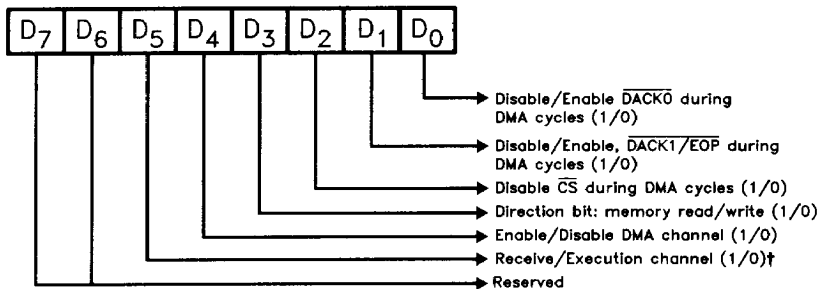 D7 D6 D5 D4 D3 D2 D1 D0
Disable/Enable DACK0 during
DMA cycles (1/0)
Disable/Enable, DACK1/EOP during
DMA cycles (1/0)
Disable CS during DMA cycles (1/0)
Direction bit: memory read/write (1/0)
Enable/Disable DMA channel (1/0)
Receive/Execution channel (1/0)†
Reserved